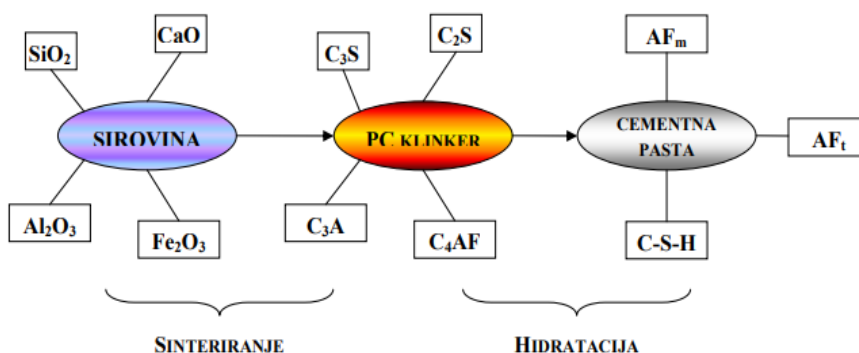 SiO₂
CaO
C₃S
C₂S
AFₘ
SIROVINA
PC KLINKER
CEMENTNA
PASTA
AFₜ
Al₂O₃
Fe₂O₃
C₃A
C₄AF
C-S-H
SINTERIRANJE
HIDRATACIJA